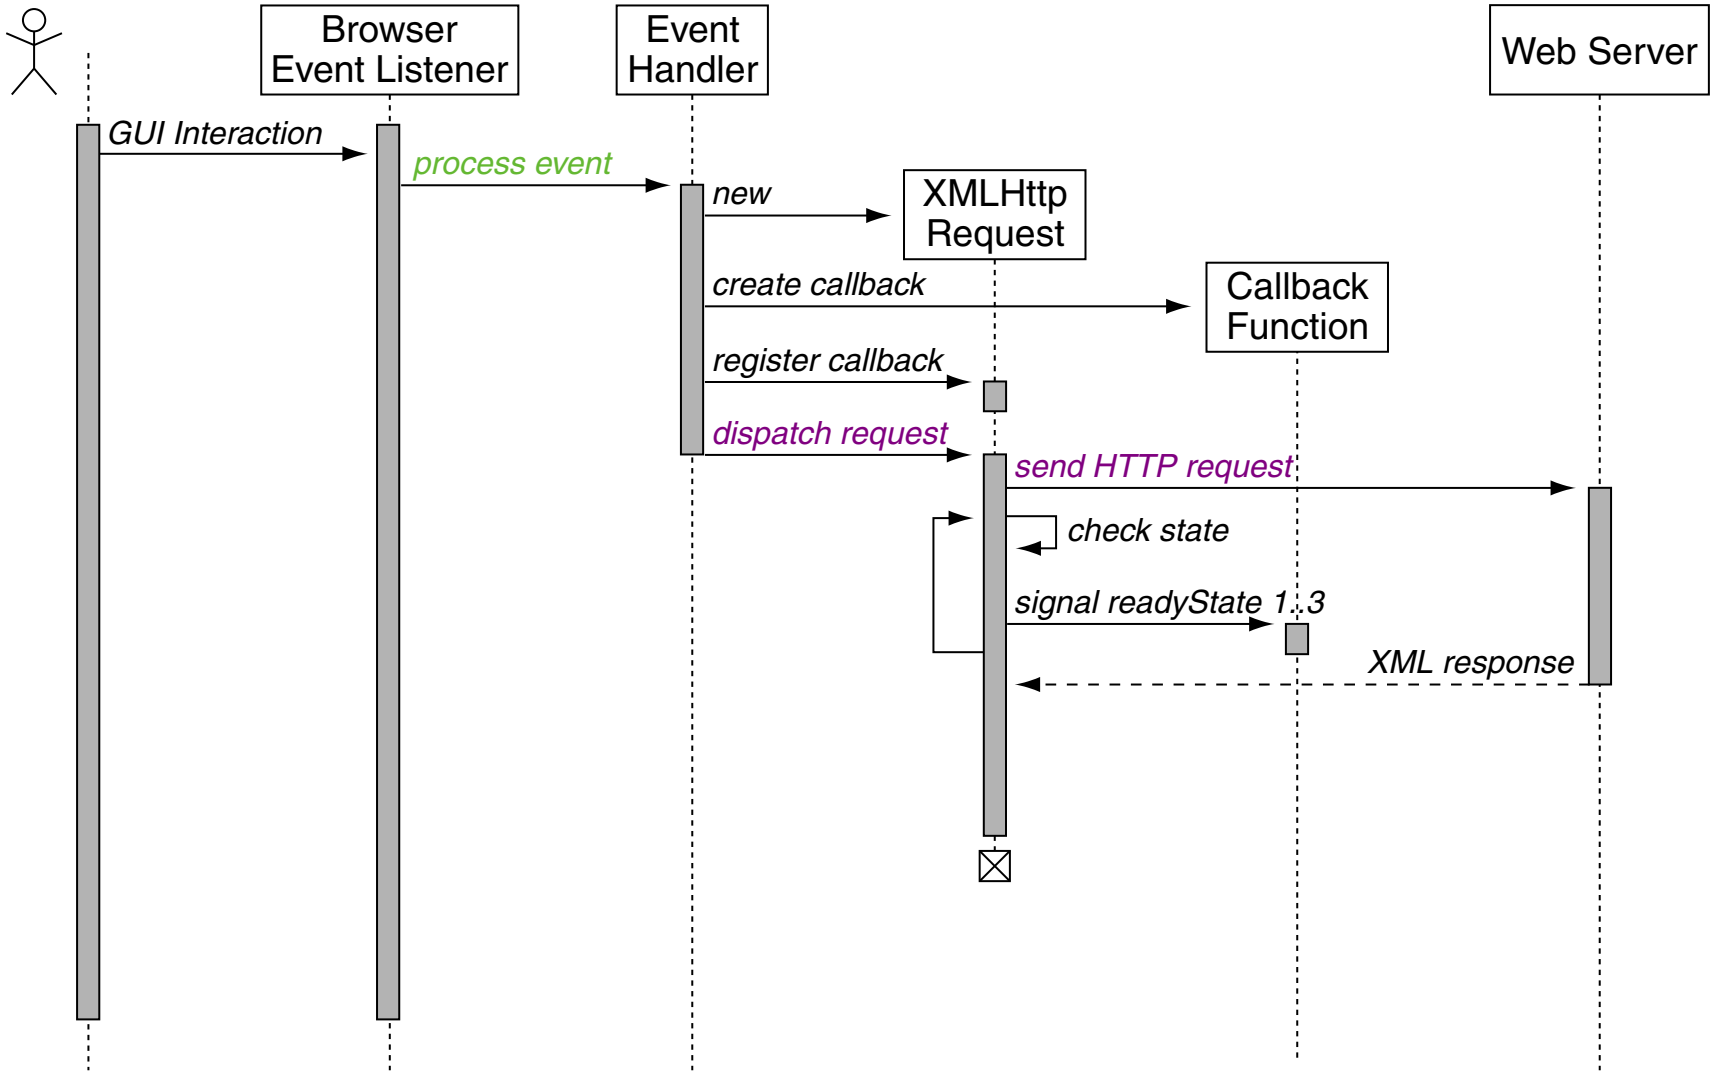 Browser
Event Listener
Event
Handler
Web Server
GUI Interaction
process event
new
XMLHttp
Request
create callback
Callback
Function
register callback
dispatch request
send HTTP request
check state
signal readyState 1..3
XML response